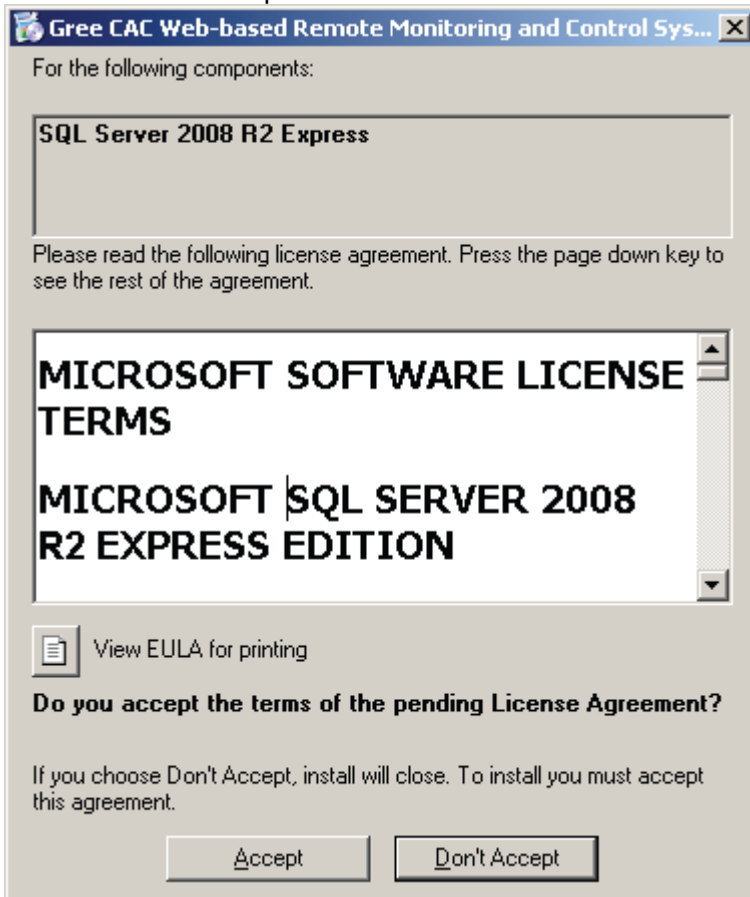 Gree CAC Web-based Remote Monitoring and Control Sys...
For the following components:
SQL Server 2008 R2 Express
Please read the following license agreement. Press the page down key to
see the rest of the agreement.
MICROSOFT SOFTWARE LICENSE
TERMS
MICROSOFT SQL SERVER 2008
R2 EXPRESS EDITION
View EULA for printing
Do you accept the terms of the pending License Agreement?
If you choose Don't Accept, install will close. To install you must accept
this agreement.
Accept
Don't Accept